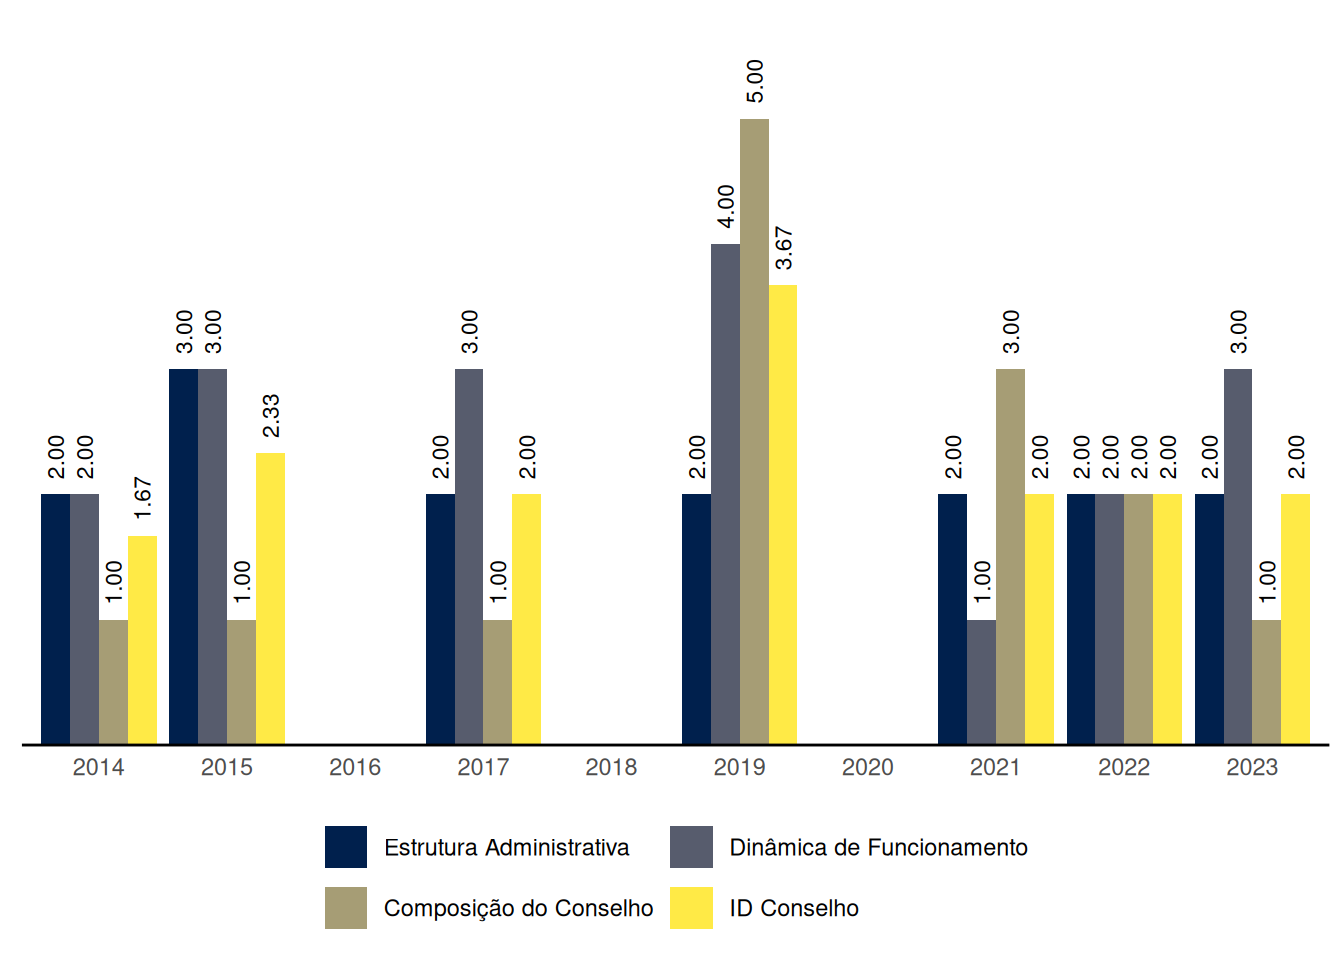 5.00
4.00
3.67
3.00 3.00 3.00 3.00 3.00
2.33
2.00 2.00 2.00 2.00 2.00 2.00 2.00 2.00 2.00 2.00 2.00 2.00 2.00
1.67
1.00 1.00 1.00 1.00 1.00
2014 2015 2016 2017 2018 2019 2020 2021 2022 2023
Estrutura Administrativa Dinâmica de Funcionamento
Composição do Conselho ID Conselho